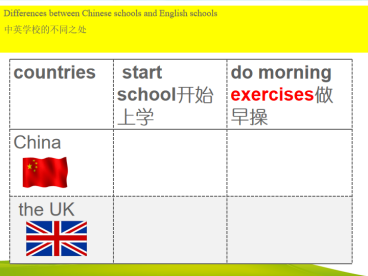 Differences between Chinese schools and English schools
中英学校的不同之处
countries
start
school开始
上学
do morning
exercises做
早操
China
the UK